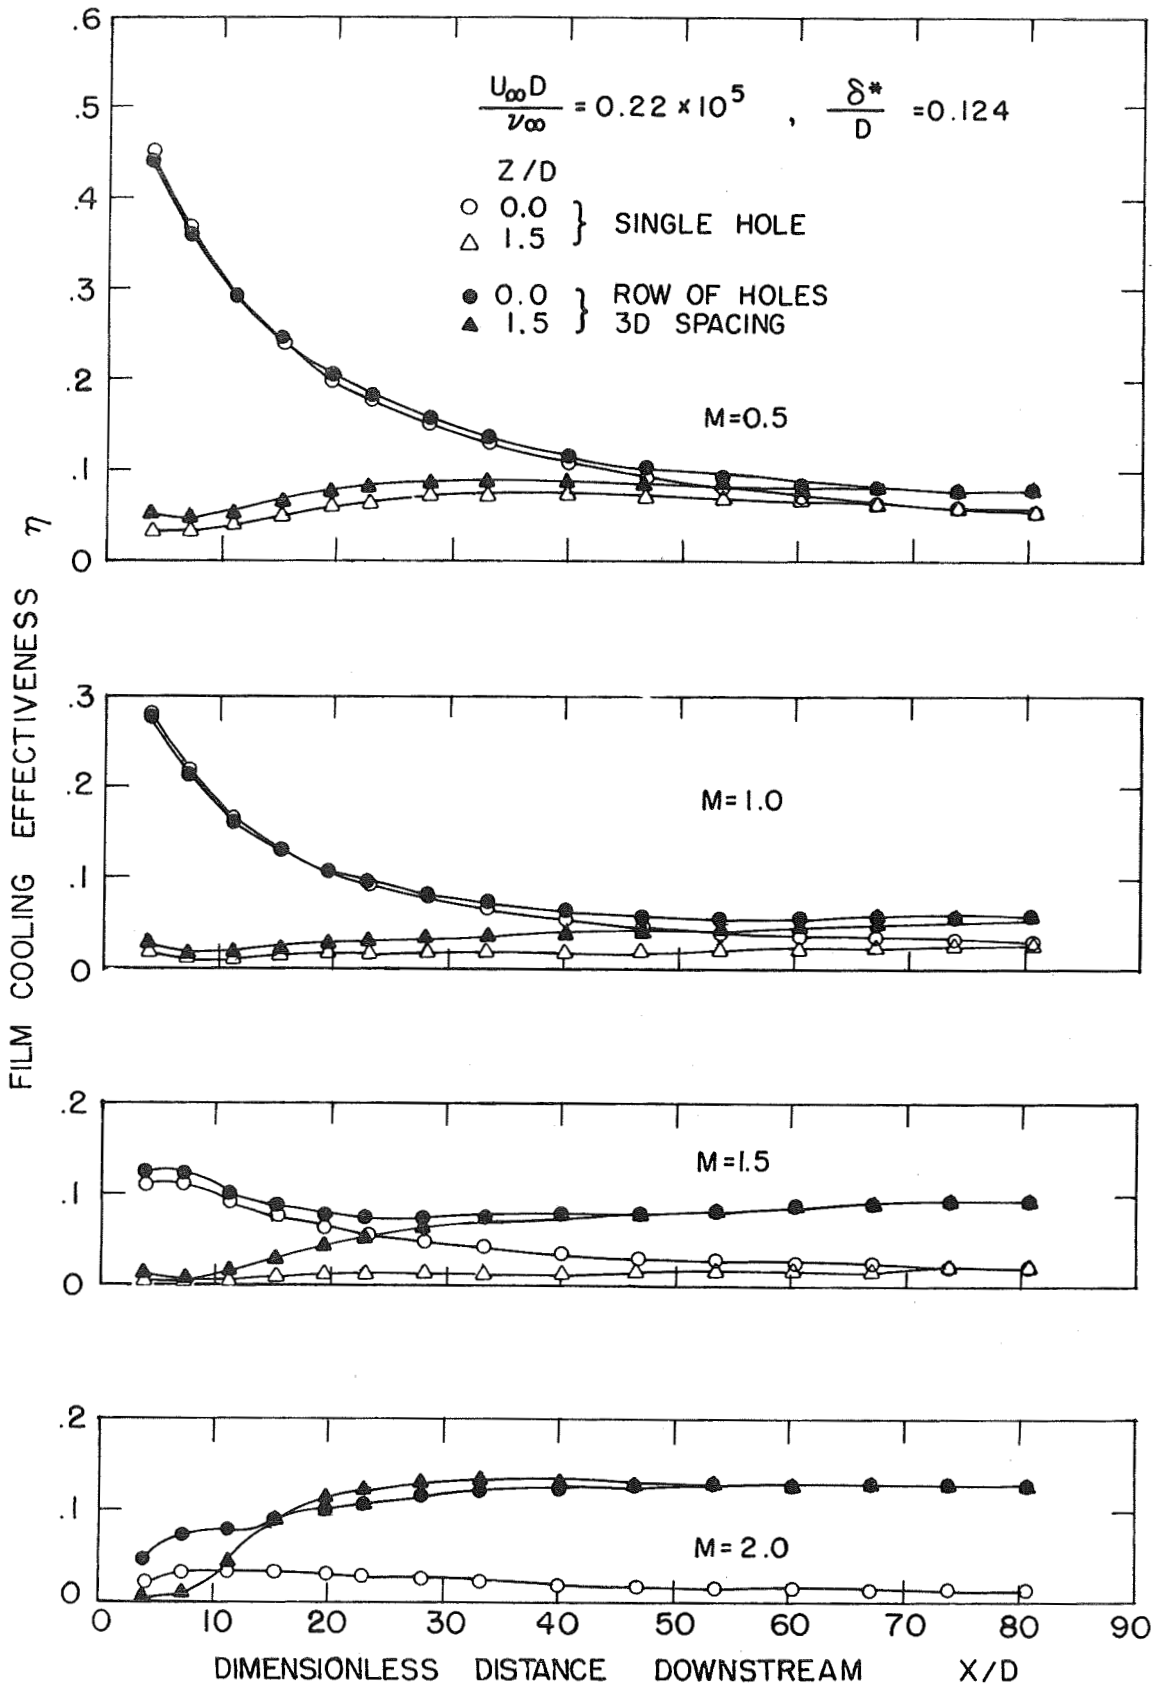 .6
.5
.4
.3
.2
.1
0
U∞D / ν∞ = 0.22 × 10⁵ , δ* / D = 0.124
Z/D
○ 0.0 } SINGLE HOLE
△ 1.5
● 0.0 } ROW OF HOLES
▲ 1.5 3D SPACING
M=0.5
FILM COOLING EFFECTIVENESS η
.3
.2
.1
0
M=1.0
.2
.1
0
M=1.5
.2
.1
0
M=2.0
0 10 20 30 40 50 60 70 80 90
DIMENSIONLESS DISTANCE DOWNSTREAM X/D